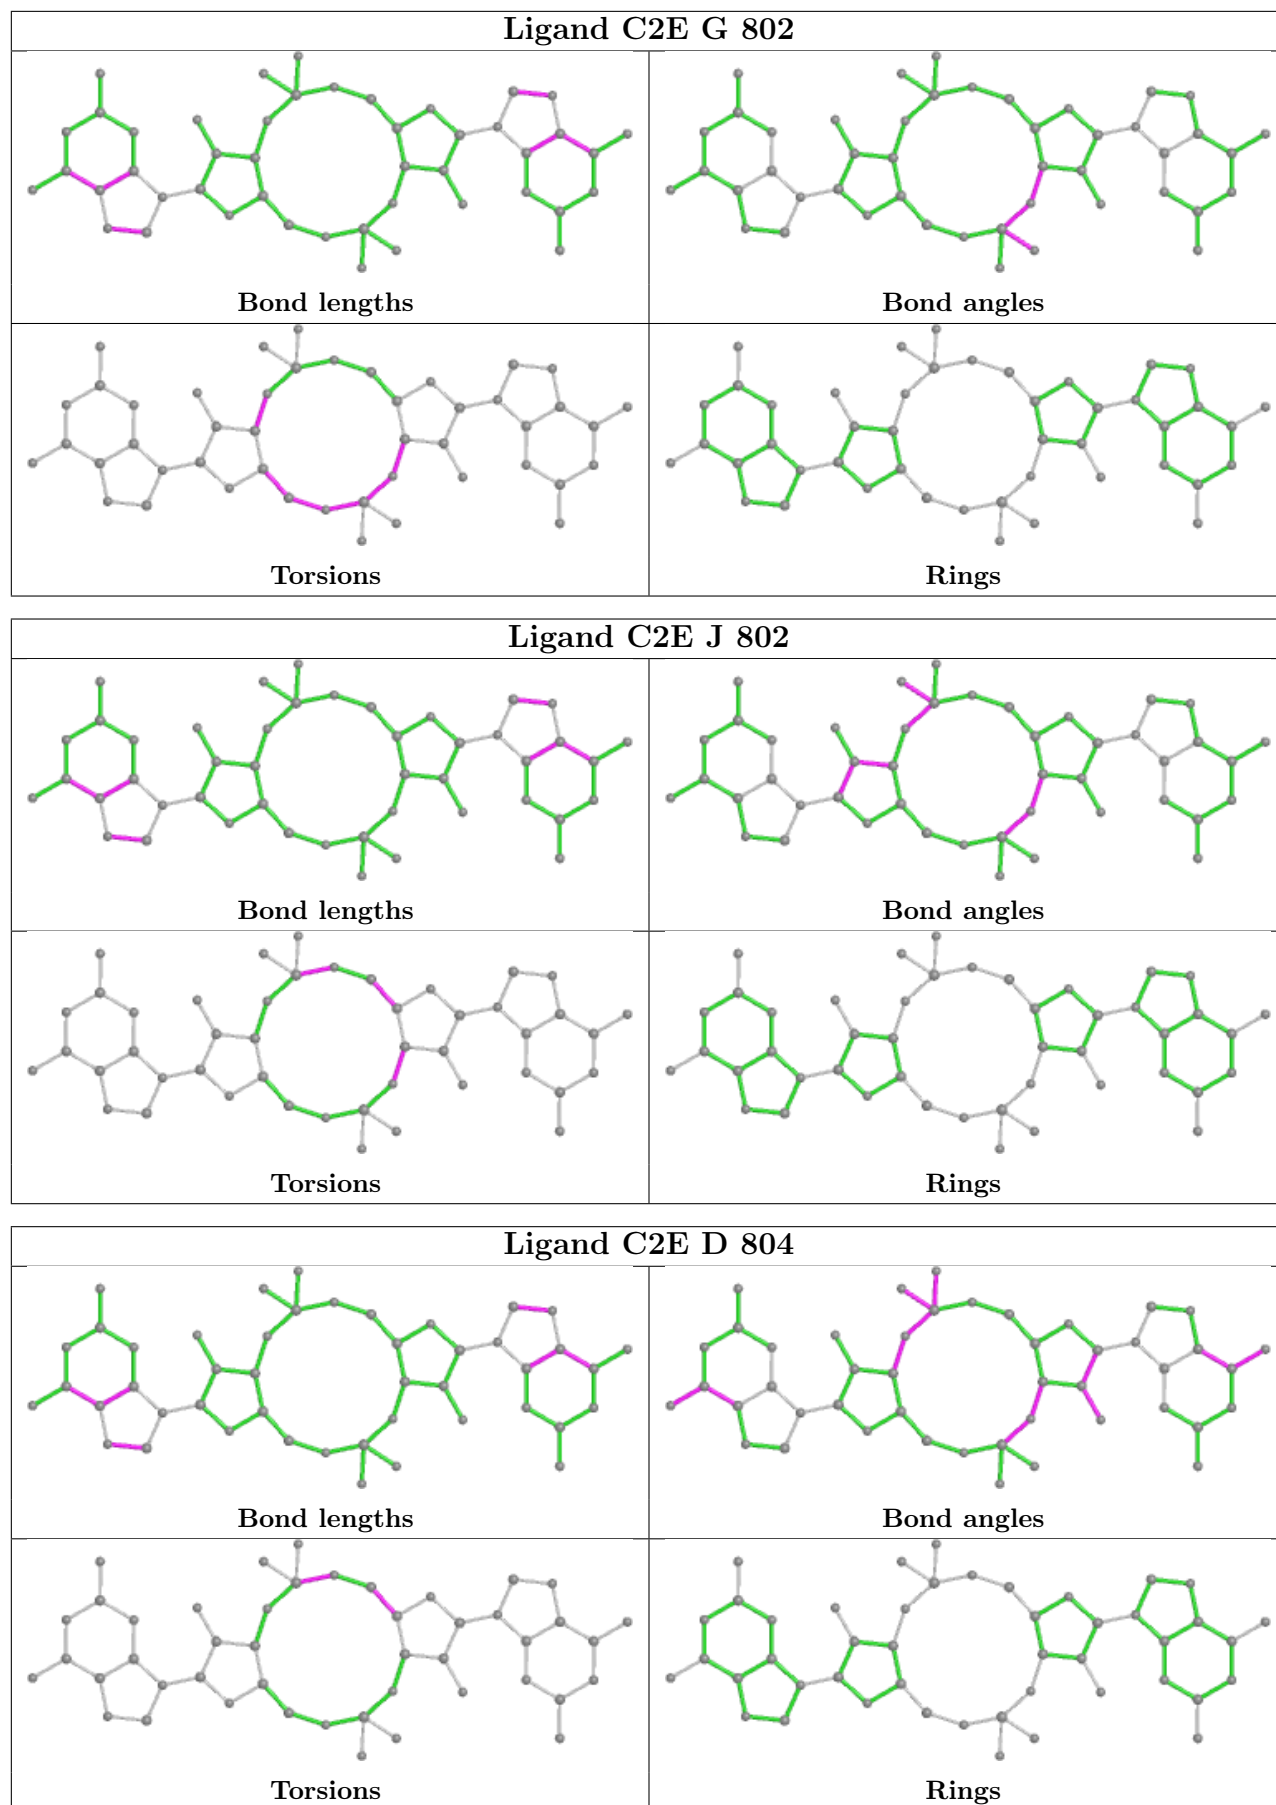 Ligand C2E G 802
Bond lengths
Bond angles
Torsions
Rings
Ligand C2E J 802
Bond lengths
Bond angles
Torsions
Rings
Ligand C2E D 804
Bond lengths
Bond angles
Torsions
Rings